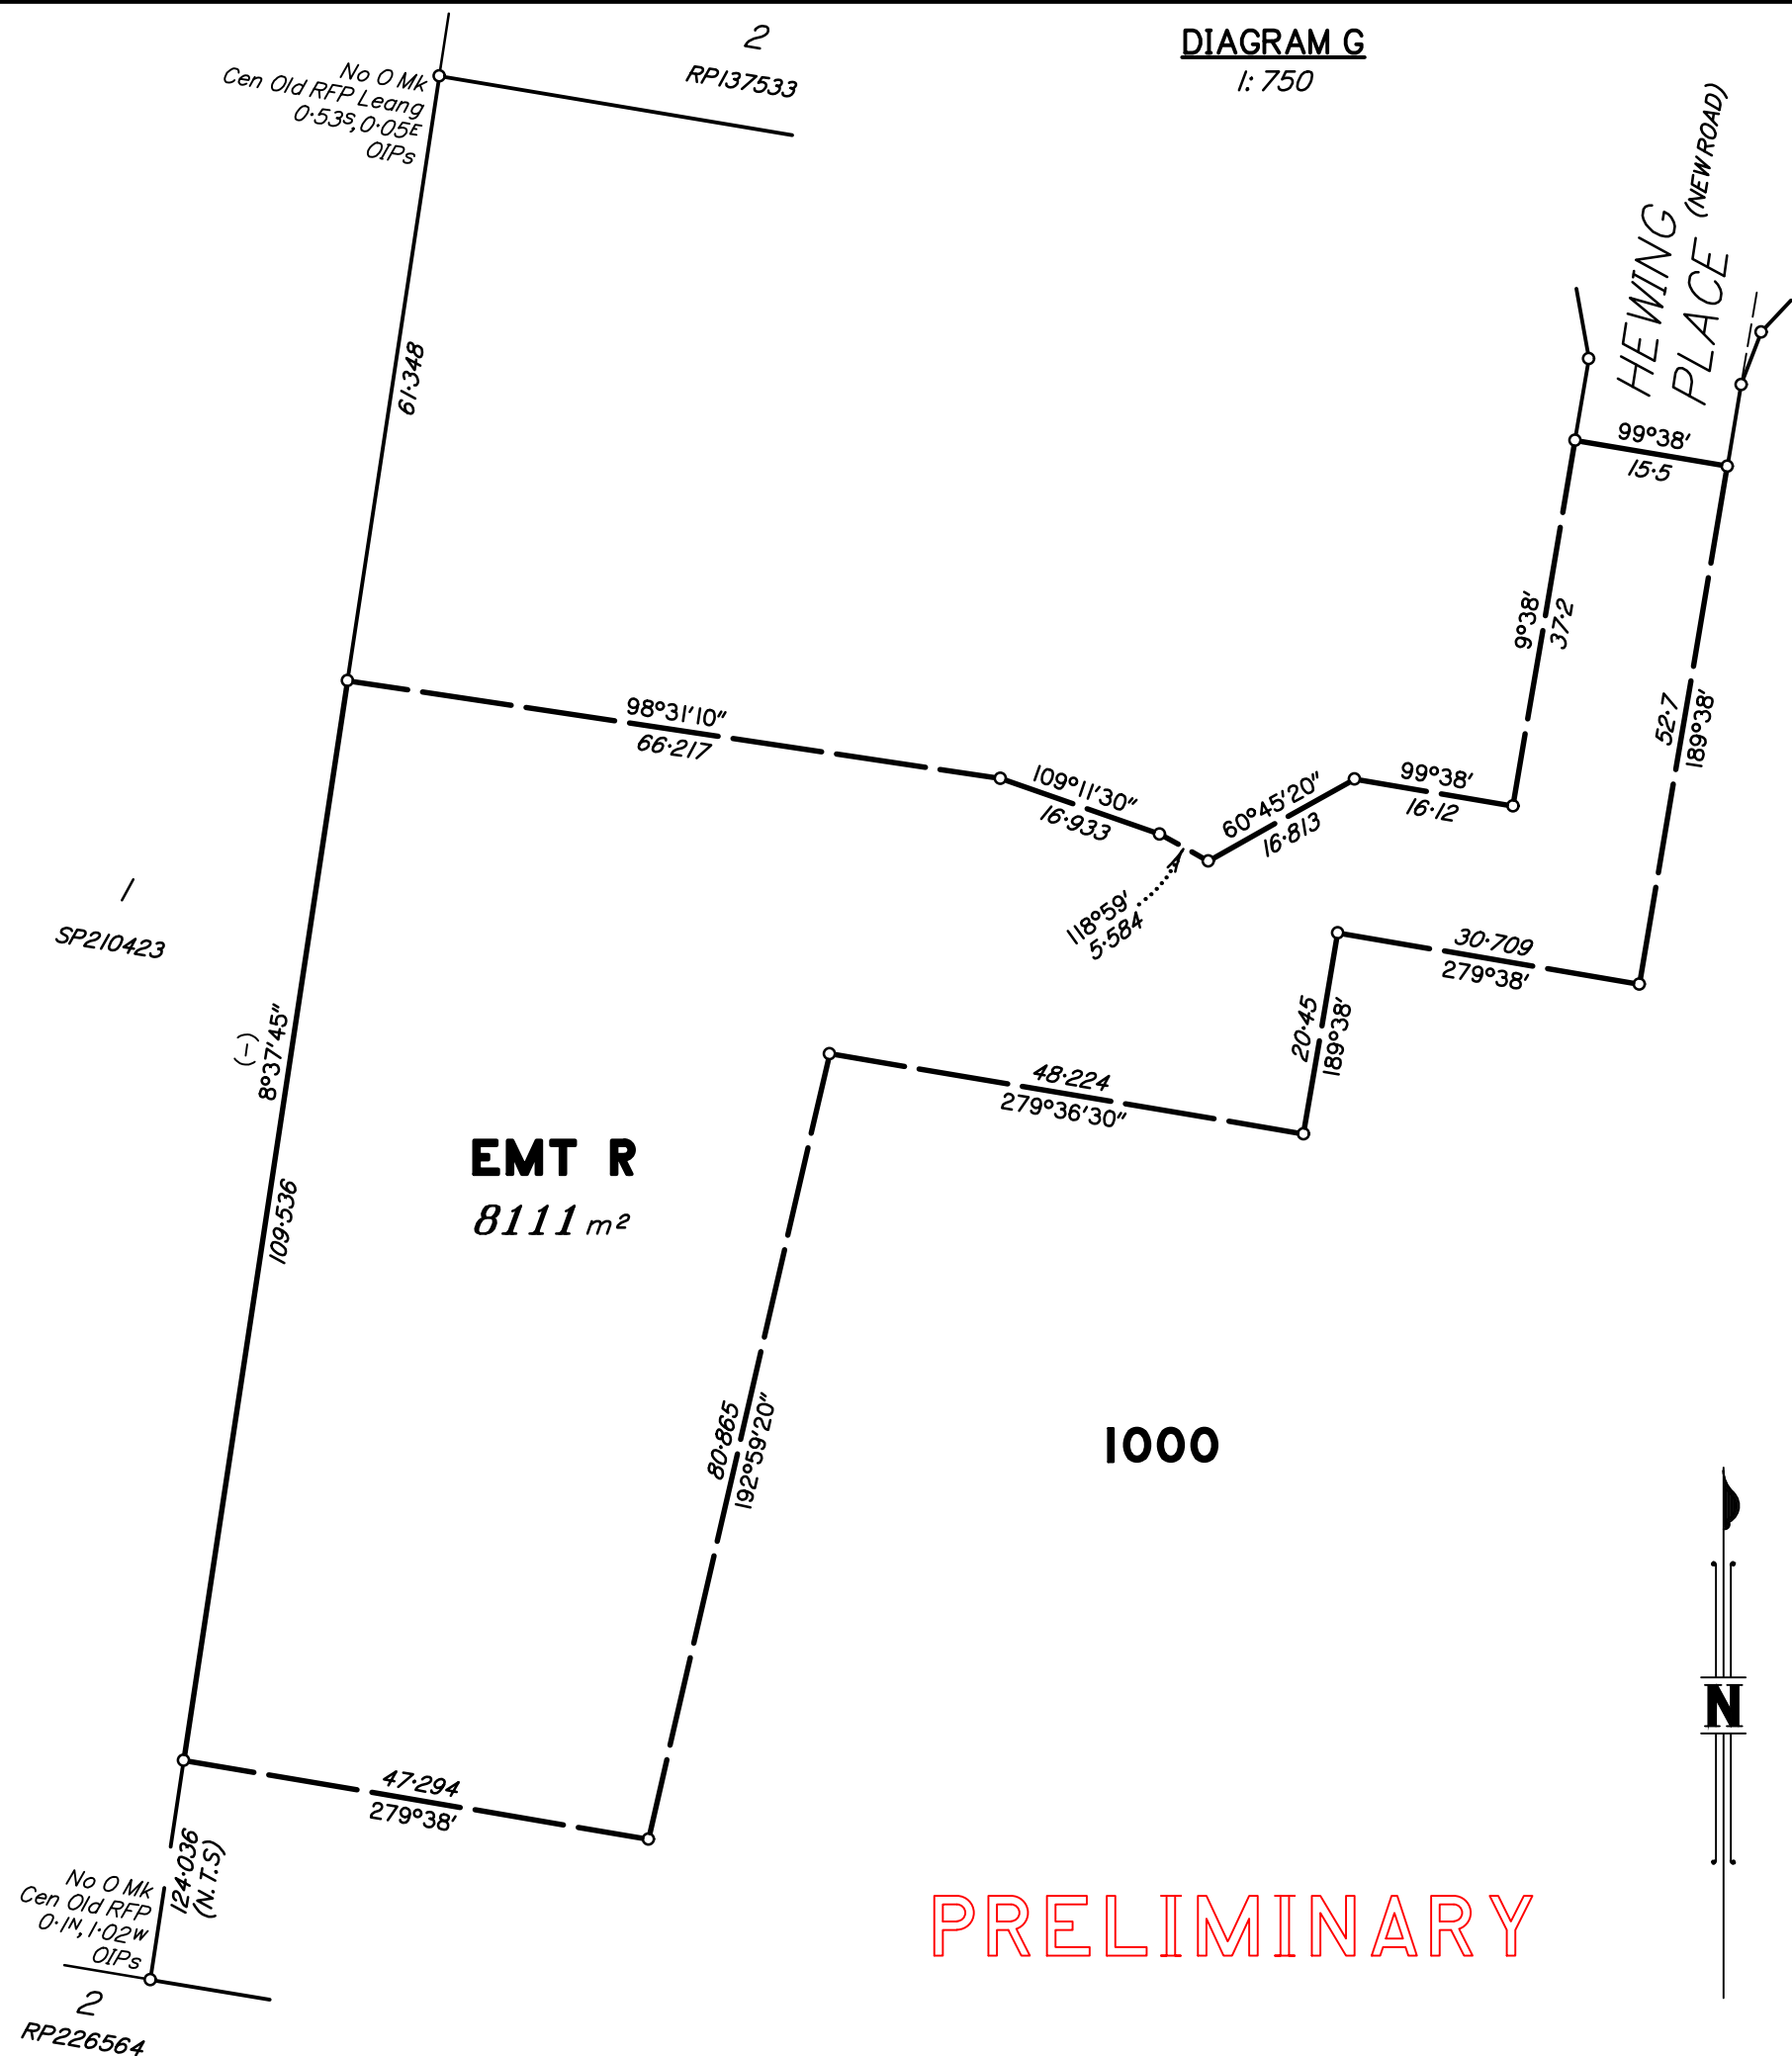 DIAGRAM G
1:750
2
RP137533
No O Mk
Cen Old RFP Leang
0·53S, 0·05E
OIPs
HEWING
PLACE (NEW ROAD)
61·348
99°38'
15·5
9°38'
37·2
52·7
189°38'
98°31'10"
66·217
109°11'30"
16·933
118°59'
5·584
60°45'20"
16·813
99°38'
16·12
1
SP210423
30·709
279°38'
20·45
189°38'
48·224
279°36'30"
(-)
8°37'45"
109·536
EMT R
8111 m²
80·865
192°59'20"
1000
47·294
279°38'
124·036
(N.T.S)
No O Mk
Cen Old RFP
0·1N, 1·02W
OIPs
2
RP226564
N
PRELIMINARY